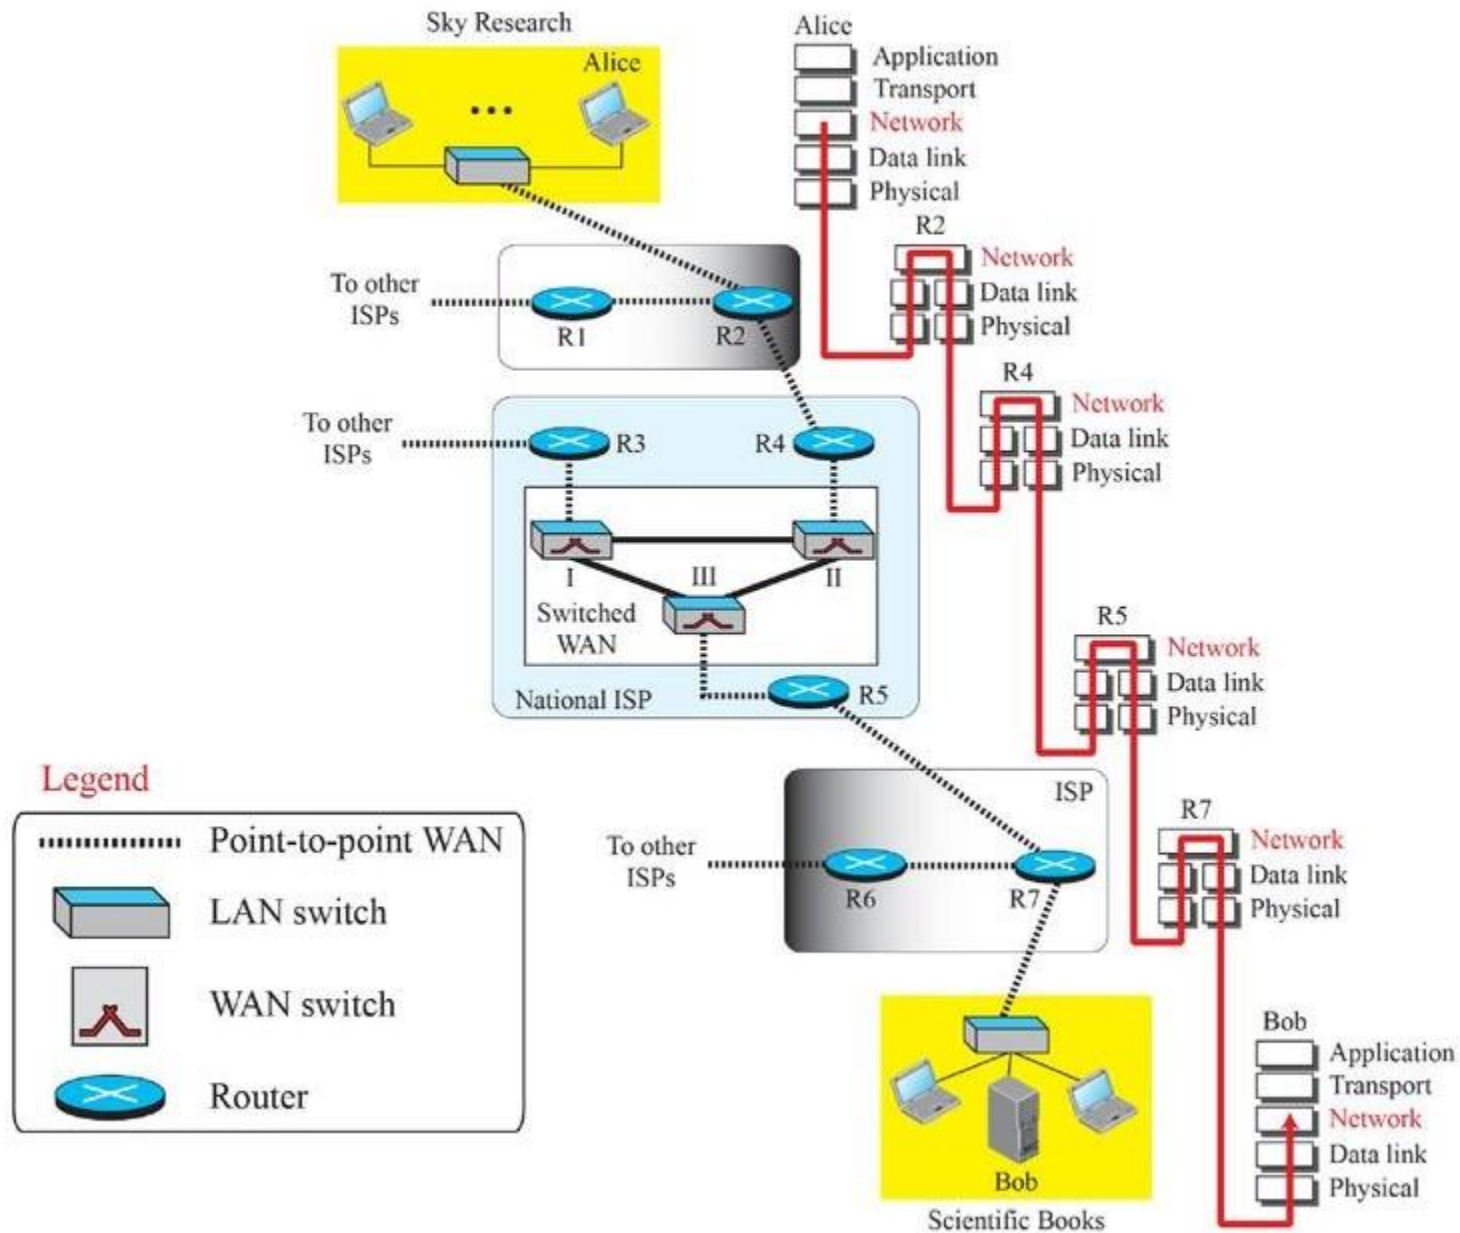 Sky Research
Alice
Alice
Application
Transport
Network
Data link
Physical
R2
Network
Data link
Physical
To other
ISPs
R1
R2
R4
Network
Data link
Physical
To other
ISPs
R3
R4
I
III
II
Switched
WAN
National ISP
R5
R5
Network
Data link
Physical
Legend
Point-to-point WAN
LAN switch
WAN switch
Router
ISP
To other
ISPs
R6
R7
R7
Network
Data link
Physical
Bob
Scientific Books
Bob
Application
Transport
Network
Data link
Physical